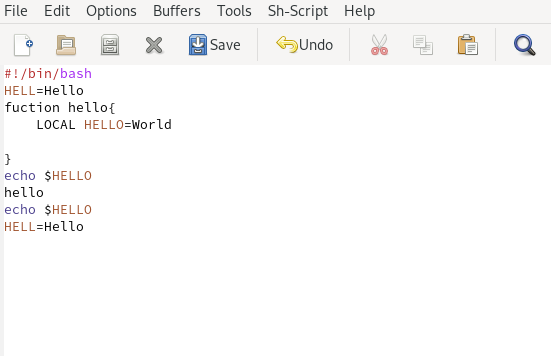 File Edit Options Buffers Tools Sh-Script Help
Save Undo
#!/bin/bash
HELL=Hello
fuction hello{
    LOCAL HELLO=World
}
echo $HELLO
hello
echo $HELLO
HELL=Hello